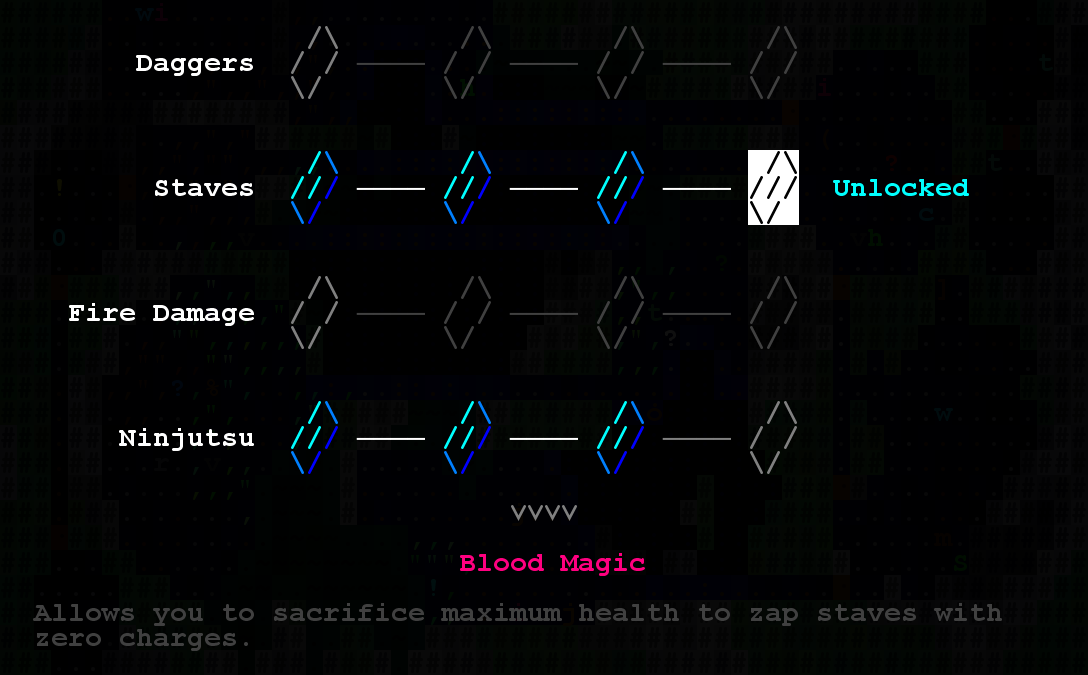 Daggers
Staves Unlocked
Fire Damage
Ninjutsu
vvvv
Blood Magic
Allows you to sacrifice maximum health to zap staves with
zero charges.